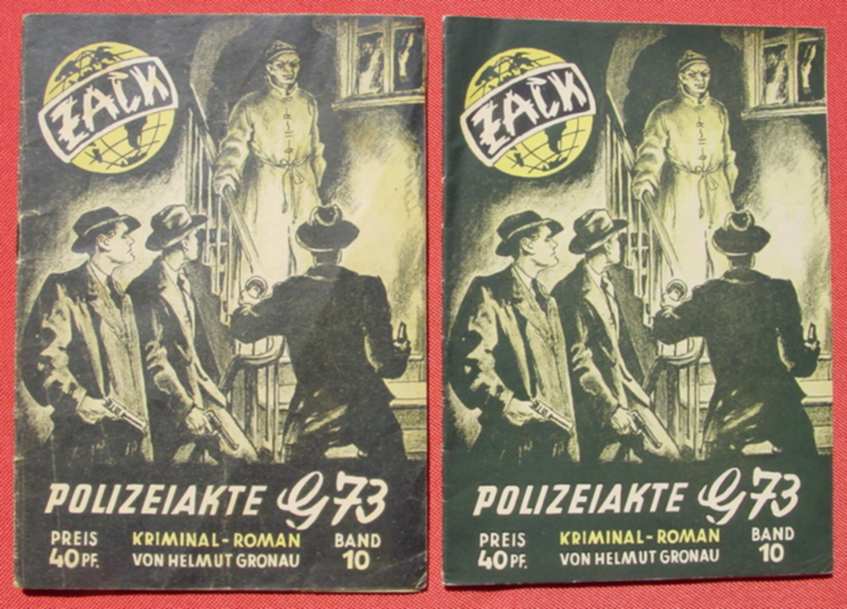 ZACK
POLIZEIAKTE G73
PREIS
40 PF.
KRIMINAL-ROMAN
VON HELMUT GRONAU
BAND
10
ZACK
POLIZEIAKTE G73
PREIS
40 PF.
KRIMINAL-ROMAN
VON HELMUT GRONAU
BAND
10